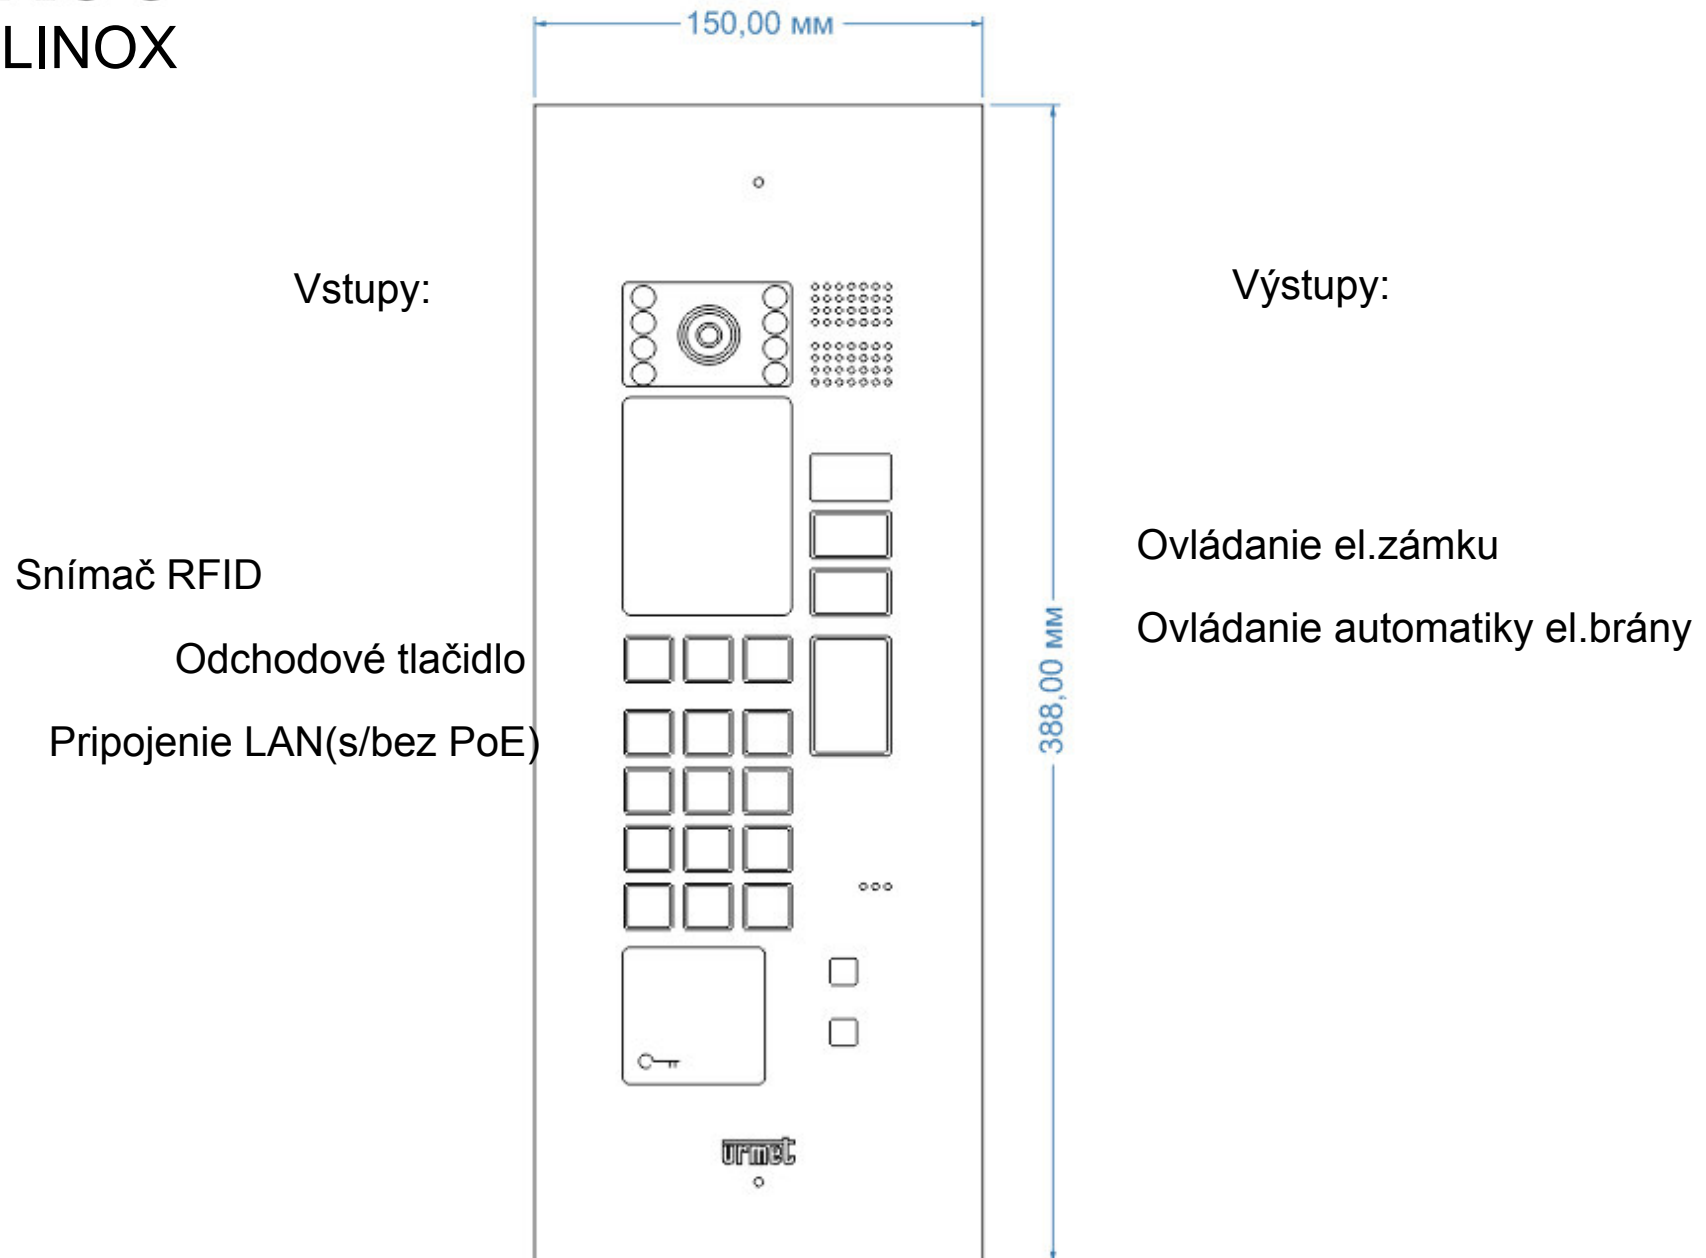 LINOX
150,00 мм
Vstupy:
Výstupy:
Snímač RFID
Odchodové tlačidlo
Pripojenie LAN(s/bez PoE)
Ovládanie el.zámku
Ovládanie automatiky el.brány
388,00 мм
urmet